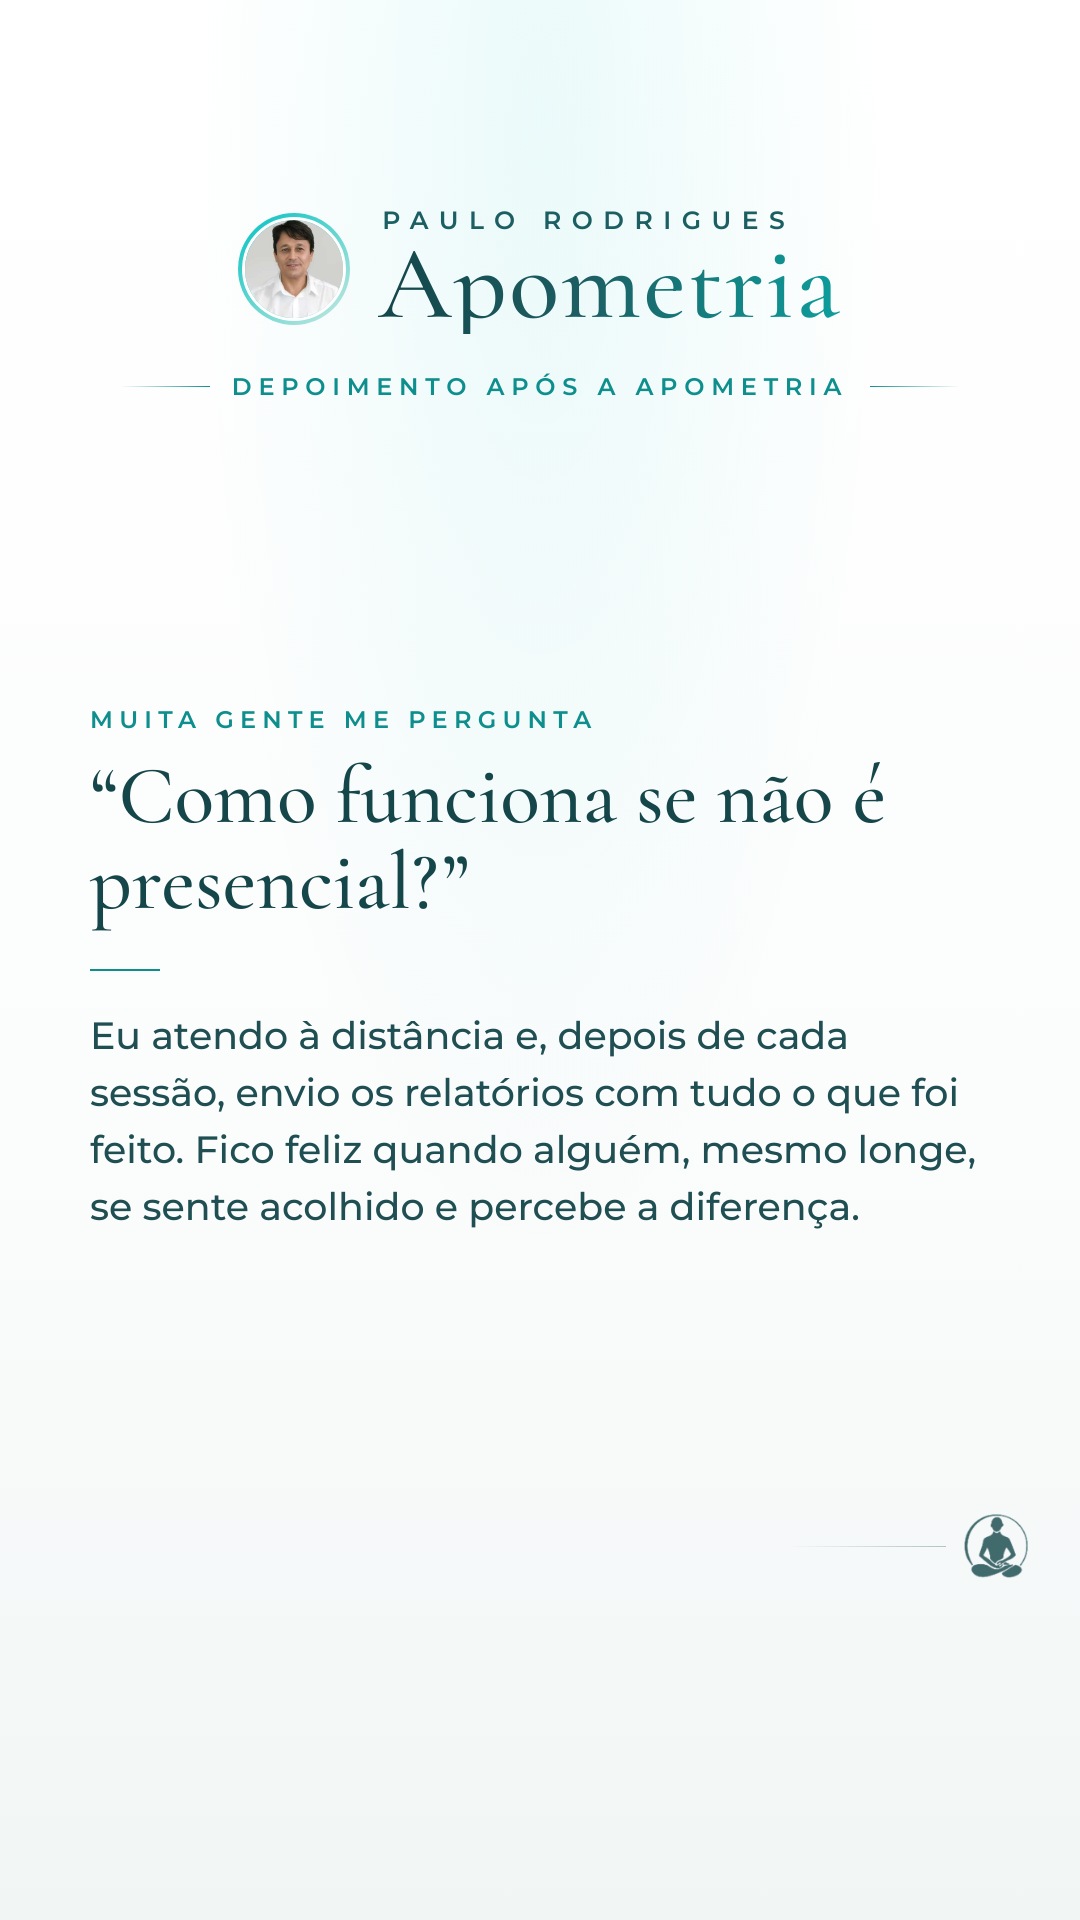 PAULO RODRIGUES
Apometria
DEPOIMENTO APÓS A APOMETRIA
MUITA GENTE ME PERGUNTA
“Como funciona se não é
presencial?”
Eu atendo à distância e, depois de cada
sessão, envio os relatórios com tudo o que foi
feito. Fico feliz quando alguém, mesmo longe,
se sente acolhido e percebe a diferença.